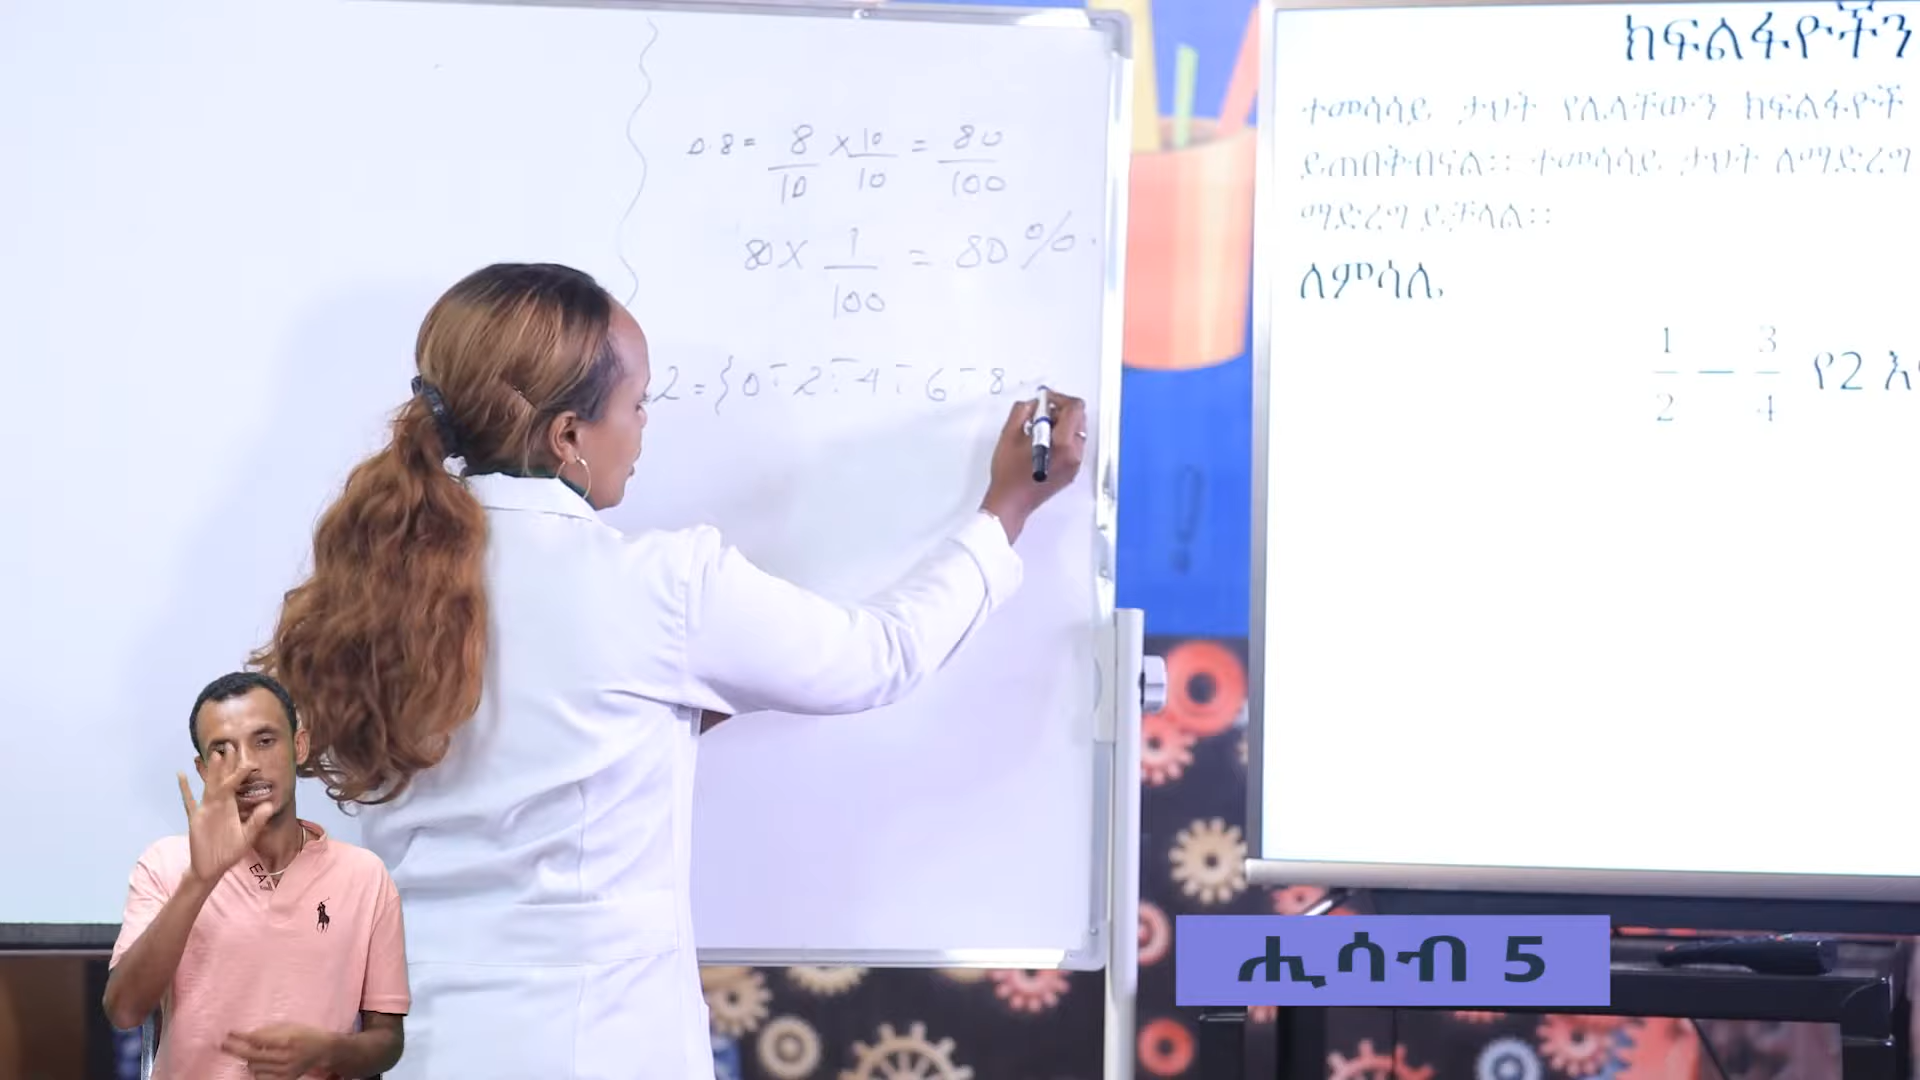 0.8 = 8/10 × 10/10 = 80/100
80 × 1/100 = 80%.
2 = {0፣ 2፣ 4፣ 6፣ 8
ክፍልፋዮችን
ተመሳሳይ ታህት የሌላቸውን ክፍልፋዮች
ይጠበቅብናል፡፡ ተመሳሳይ ታህት ለማድረግ
ማድረግ ይቻላል፡፡
ለምሳሌ
1/2 − 3/4 የ2
ሒሳብ 5